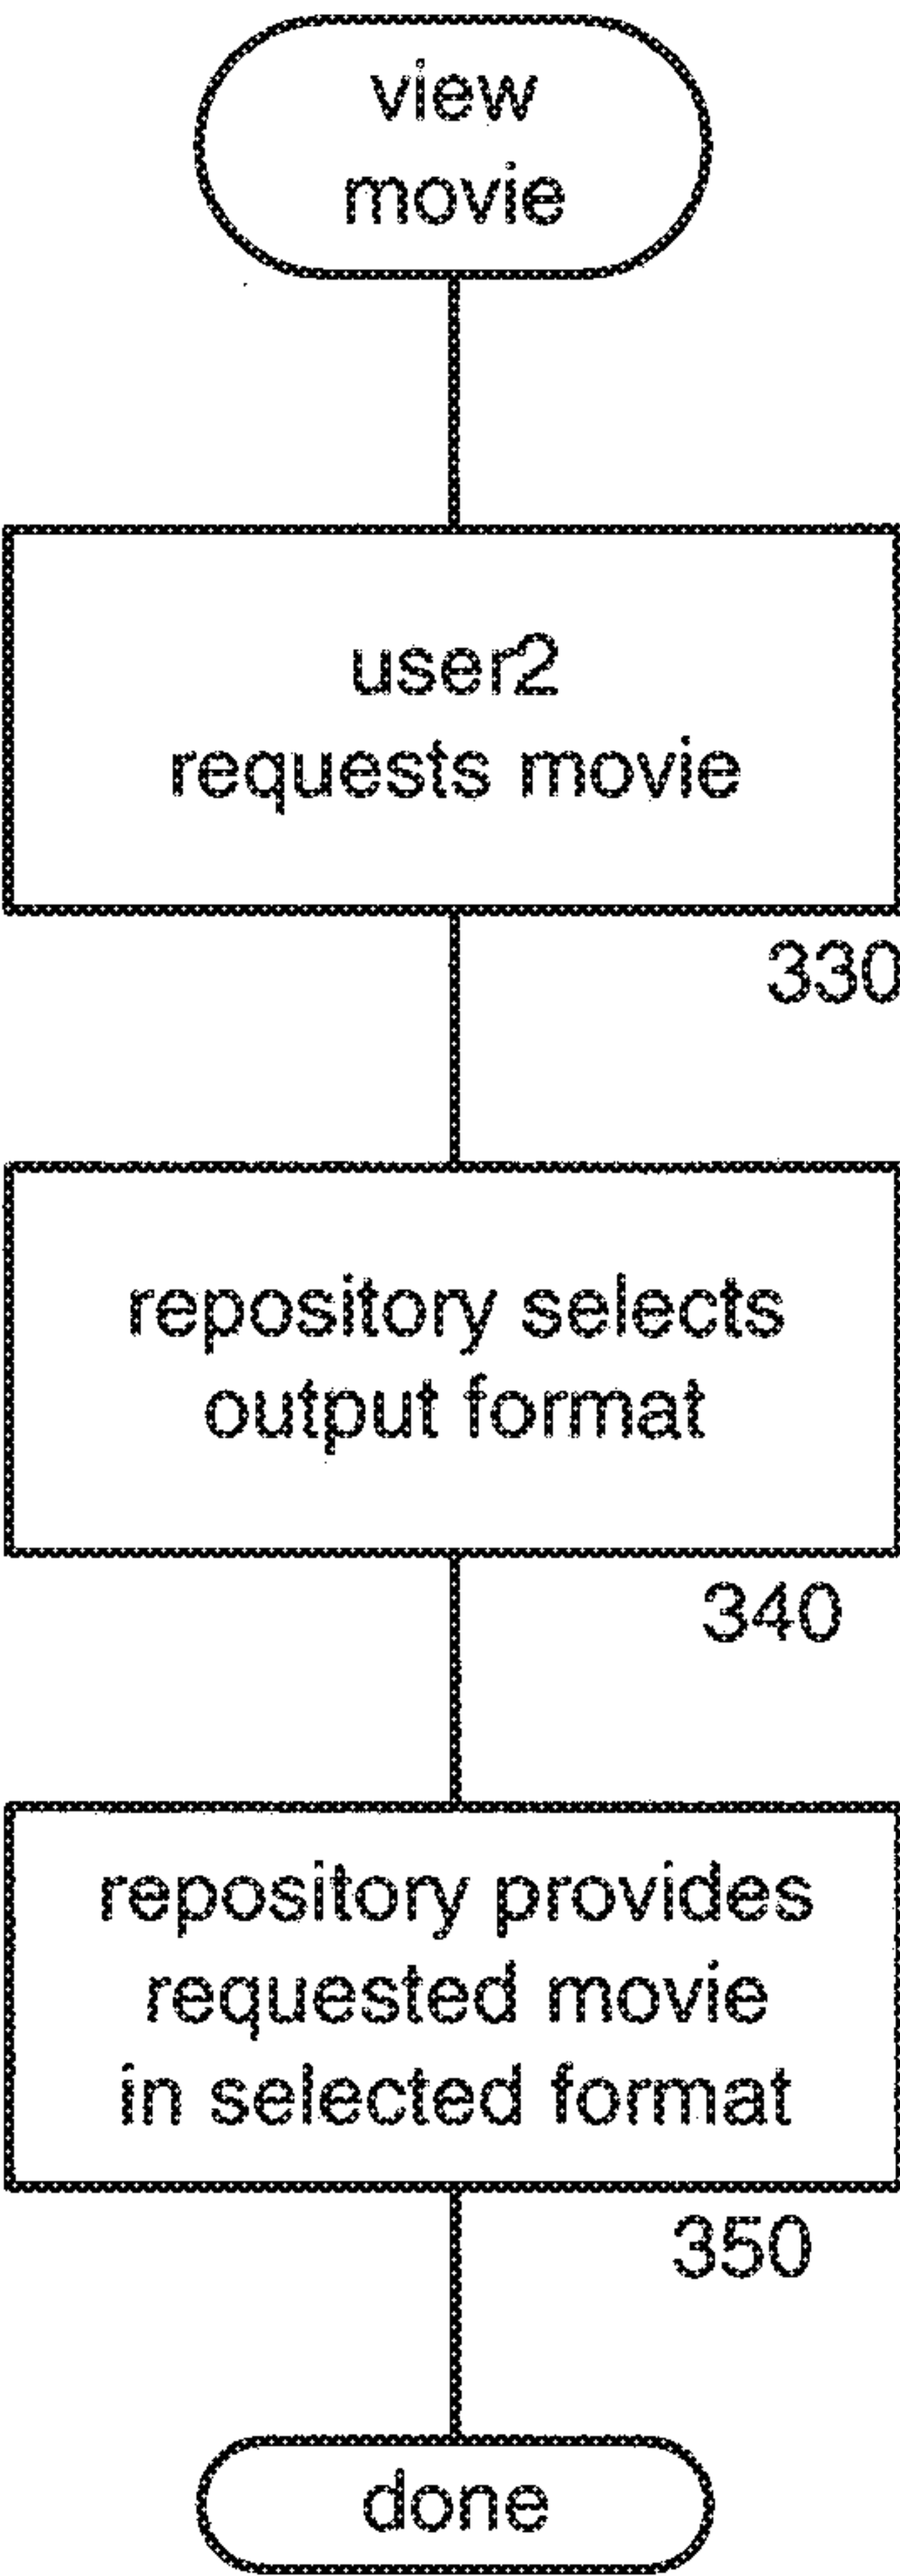 view
movie
user2
requests movie
330
repository selects
output format
340
repository provides
requested movie
in selected format
350
done